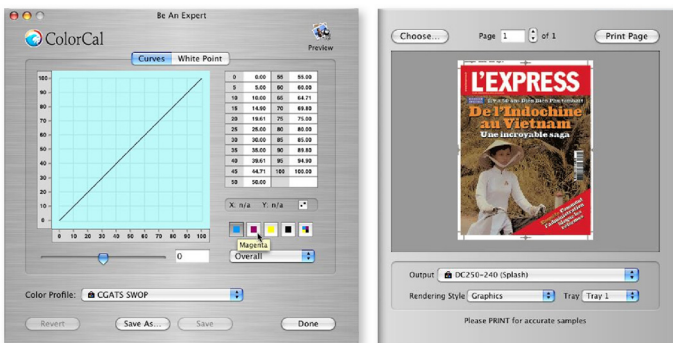 Be An Expert
ColorCal
Preview
Curves White Point
100
90
80
70
60
50
40
30
20
10
0
0 10 20 30 40 50 60 70 80 90 100
0 0.00 55 55.00
5 5.00 60 60.00
10 10.00 65 64.71
15 14.90 70 69.80
20 19.61 75 75.00
25 25.00 80 80.00
30 30.00 85 85.00
35 35.00 90 89.80
40 39.61 95 94.90
45 44.71 100 100.00
50 50.00
X: n/a Y: n/a
Magenta
0
Overall
Color Profile: CGATS SWOP
Revert Save As... Save Done
Choose... Page 1 of 1 Print Page
L'EXPRESS
De l'Indochine
au Vietnam
Une incroyable saga
Output DC250-240 (Splash)
Rendering Style Graphics Tray Tray 1
Please PRINT for accurate samples